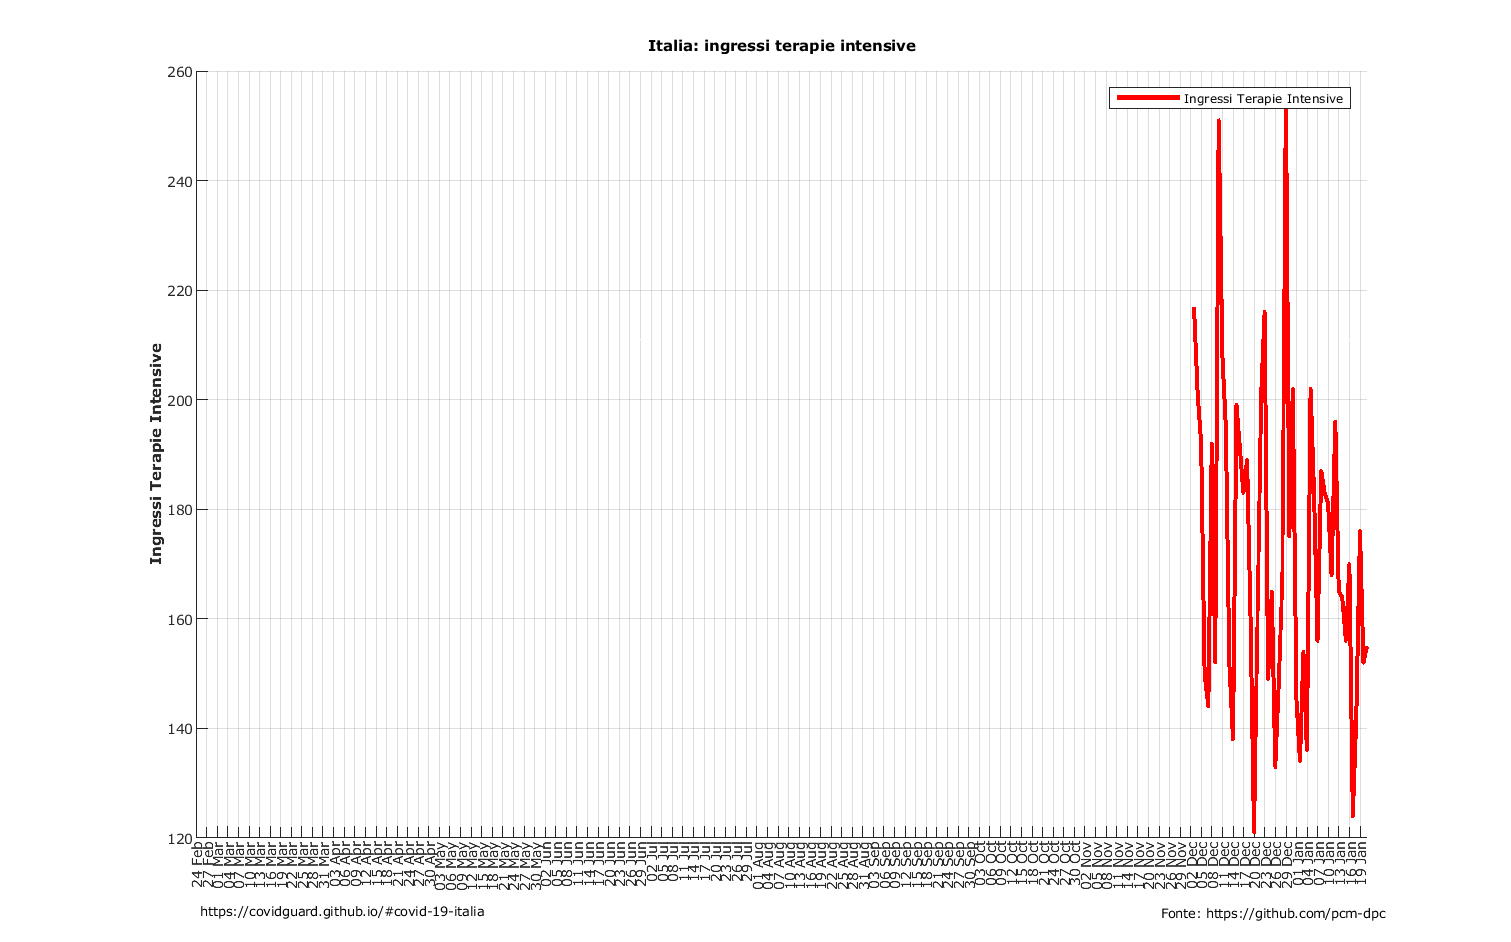 Italia: ingressi terapie intensive
Ingressi Terapie Intensive
Ingressi Terapie Intensive
260
240
220
200
180
160
140
120
24 Feb
27 Feb
01 Mar
04 Mar
07 Mar
10 Mar
13 Mar
16 Mar
19 Mar
22 Mar
25 Mar
28 Mar
31 Mar
03 Apr
06 Apr
09 Apr
12 Apr
15 Apr
18 Apr
21 Apr
24 Apr
27 Apr
30 Apr
03 May
06 May
09 May
12 May
15 May
18 May
21 May
24 May
27 May
30 May
02 Jun
05 Jun
08 Jun
11 Jun
14 Jun
17 Jun
20 Jun
23 Jun
26 Jun
29 Jun
02 Jul
05 Jul
08 Jul
11 Jul
14 Jul
17 Jul
20 Jul
23 Jul
26 Jul
29 Jul
01 Aug
04 Aug
07 Aug
10 Aug
13 Aug
16 Aug
19 Aug
22 Aug
25 Aug
28 Aug
31 Aug
03 Sep
06 Sep
09 Sep
12 Sep
15 Sep
18 Sep
21 Sep
24 Sep
27 Sep
30 Sep
03 Oct
06 Oct
09 Oct
12 Oct
15 Oct
18 Oct
21 Oct
24 Oct
27 Oct
30 Oct
02 Nov
05 Nov
08 Nov
11 Nov
14 Nov
17 Nov
20 Nov
23 Nov
26 Nov
29 Nov
02 Dec
05 Dec
08 Dec
11 Dec
14 Dec
17 Dec
20 Dec
23 Dec
26 Dec
29 Dec
01 Jan
04 Jan
07 Jan
10 Jan
13 Jan
16 Jan
19 Jan
https://covidguard.github.io/#covid-19-italia
Fonte: https://github.com/pcm-dpc